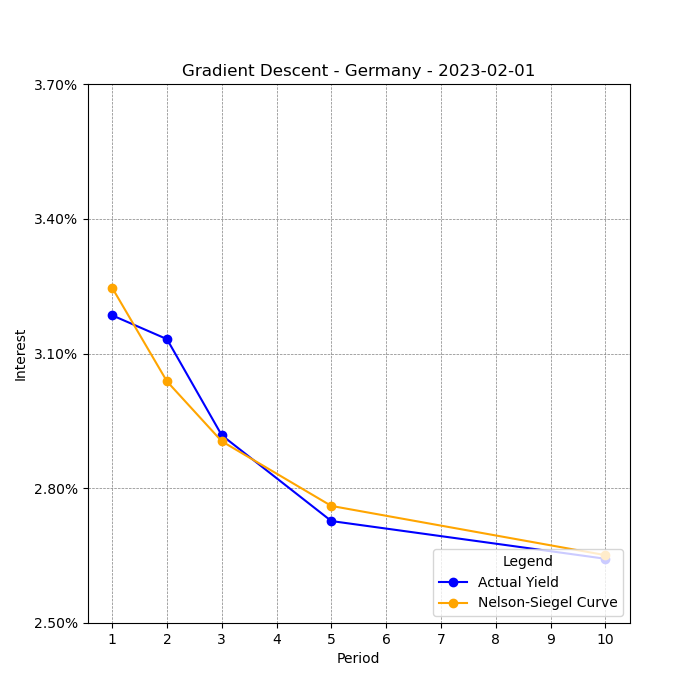 Gradient Descent - Germany - 2023-02-01
3.70%
3.40%
3.10%
2.80%
2.50%
Interest
1 2 3 4 5 6 7 8 9 10
Period
Legend
Actual Yield
Nelson-Siegel Curve